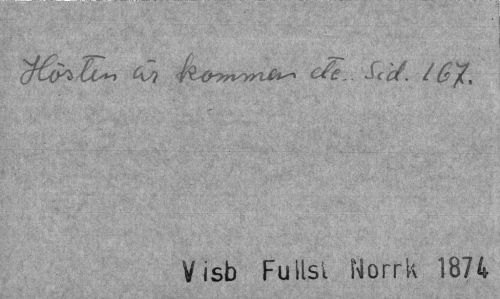 Hösten är kommen etc. Sid. 167.
Visb Fullst Norrk 1874